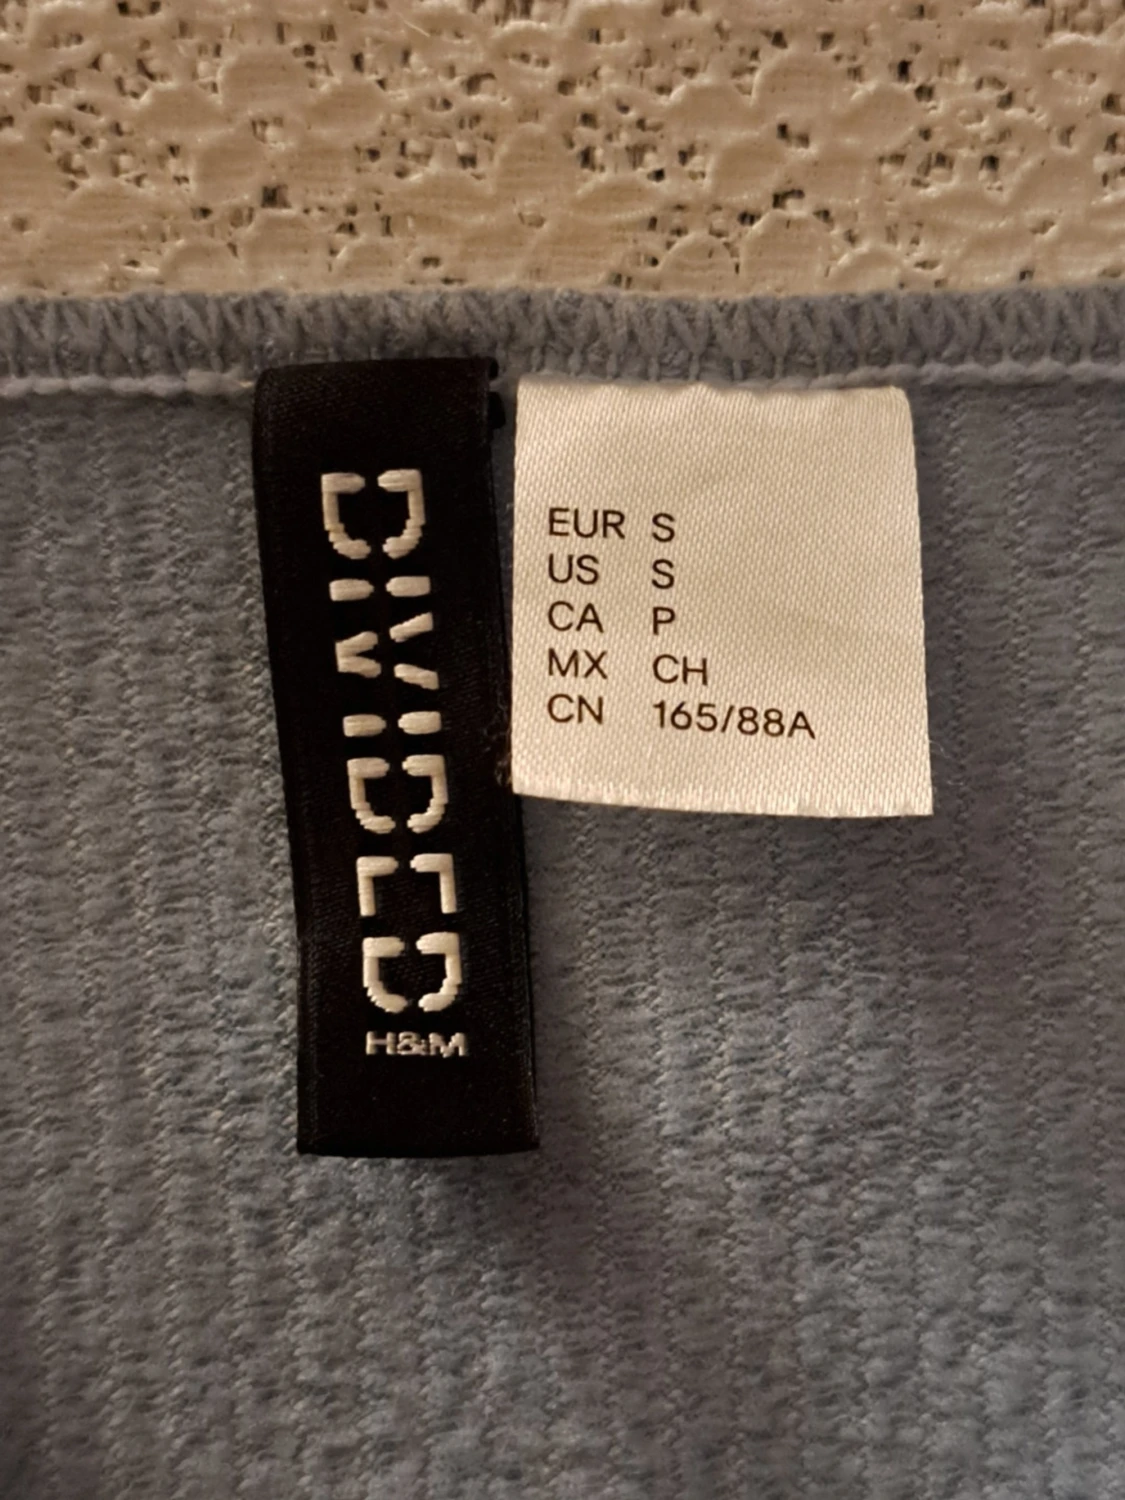 DIVIDED
H&M
EUR S
US S
CA P
MX CH
CN 165/88A